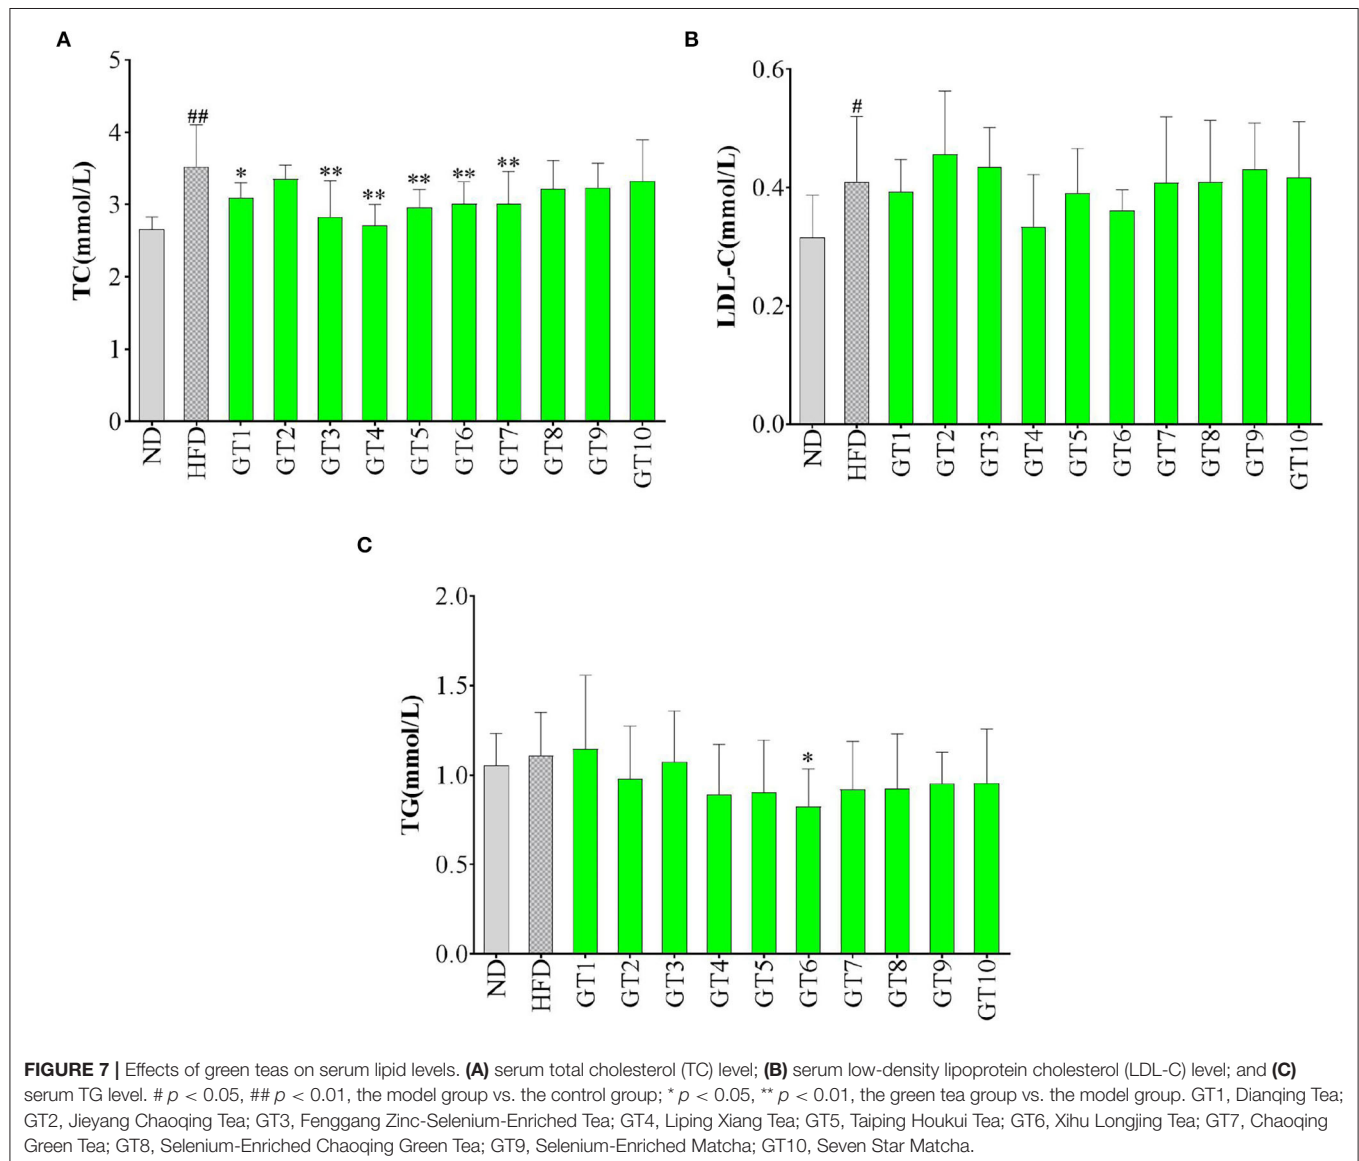 A
5
4
3
2
1
0
TC(mmol/L)
##
*
**
**
**
**
**
ND
HFD
GT1
GT2
GT3
GT4
GT5
GT6
GT7
GT8
GT9
GT10
B
0.6
0.4
0.2
0.0
LDL-C(mmol/L)
#
ND
HFD
GT1
GT2
GT3
GT4
GT5
GT6
GT7
GT8
GT9
GT10
C
2.0
1.5
1.0
0.5
0.0
TG(mmol/L)
*
ND
HFD
GT1
GT2
GT3
GT4
GT5
GT6
GT7
GT8
GT9
GT10
FIGURE 7 | Effects of green teas on serum lipid levels. (A) serum total cholesterol (TC) level; (B) serum low-density lipoprotein cholesterol (LDL-C) level; and (C)
serum TG level. # p < 0.05, ## p < 0.01, the model group vs. the control group; * p < 0.05, ** p < 0.01, the green tea group vs. the model group. GT1, Dianqing Tea;
GT2, Jieyang Chaoqing Tea; GT3, Fenggang Zinc-Selenium-Enriched Tea; GT4, Liping Xiang Tea; GT5, Taiping Houkui Tea; GT6, Xihu Longjing Tea; GT7, Chaoqing
Green Tea; GT8, Selenium-Enriched Chaoqing Green Tea; GT9, Selenium-Enriched Matcha; GT10, Seven Star Matcha.